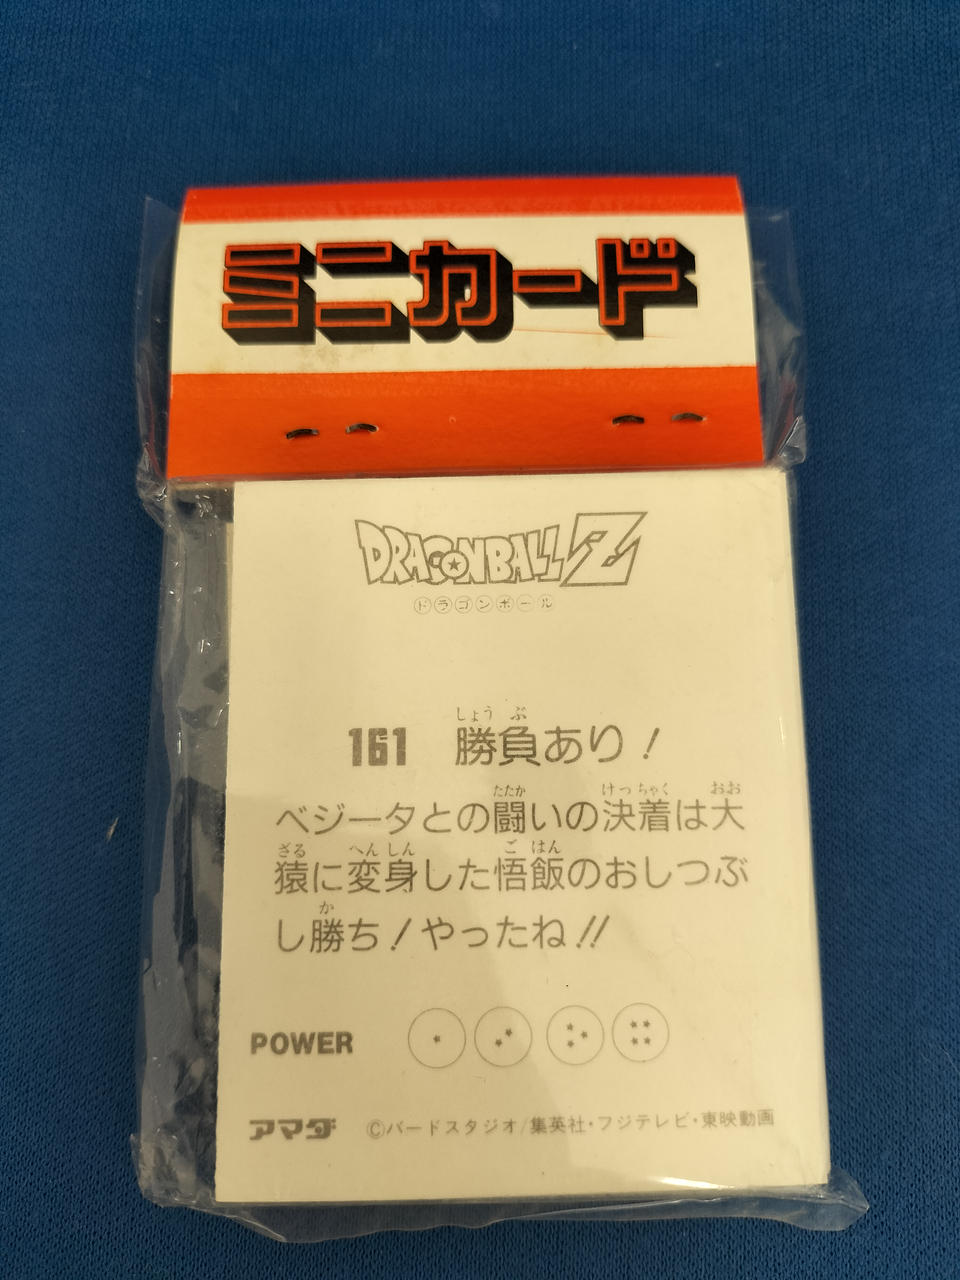 ミニカード
DRAGONBALL Z
ドラゴンボール
しょう ぶ
161 勝負あり！
たたか けっちゃく おお
ベジータとの闘いの決着は大
ざる へんしん ご はん
猿に変身した悟飯のおしつぶ
か
し勝ち！やったね！！
POWER
アマダ ©バードスタジオ/集英社・フジテレビ・東映動画